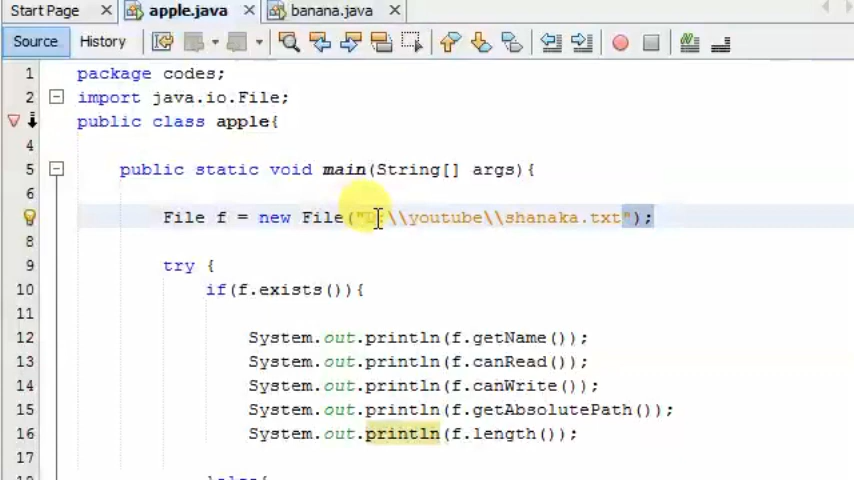 Start Page apple.java banana.java
Source History
1 package codes;
2 import java.io.File;
public class apple{
4
5 public static void main(String[] args){
6
File f = new File("D:\\youtube\\shanaka.txt");
8
9 try {
10 if(f.exists()){
11
12 System.out.println(f.getName());
13 System.out.println(f.canRead());
14 System.out.println(f.canWrite());
15 System.out.println(f.getAbsolutePath());
16 System.out.println(f.length());
17
}else{